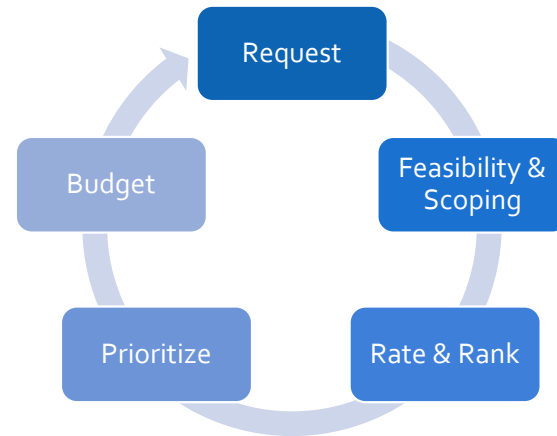 Request
Feasibility &
Scoping
Rate & Rank
Prioritize
Budget